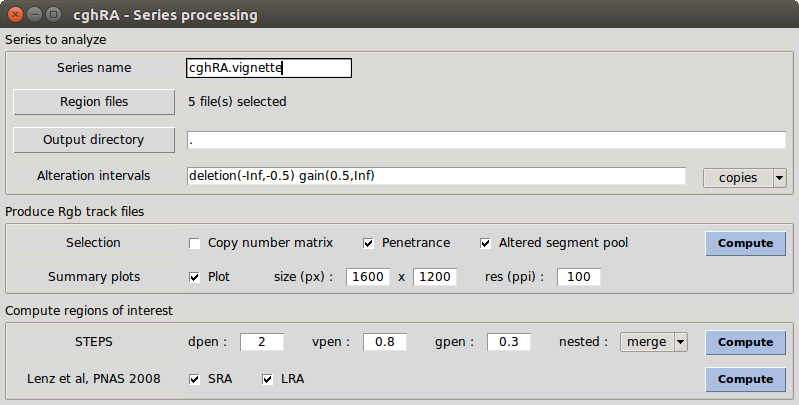 cghRA - Series processing
Series to analyze
Series name cghRA.vignette
Region files 5 file(s) selected
Output directory .
Alteration intervals deletion(-Inf,-0.5) gain(0.5,Inf) copies
Produce Rgb track files
Selection Copy number matrix Penetrance Altered segment pool Compute
Summary plots Plot size (px) : 1600 x 1200 res (ppi) : 100
Compute regions of interest
STEPS dpen : 2 vpen : 0.8 gpen : 0.3 nested : merge Compute
Lenz et al, PNAS 2008 SRA LRA Compute